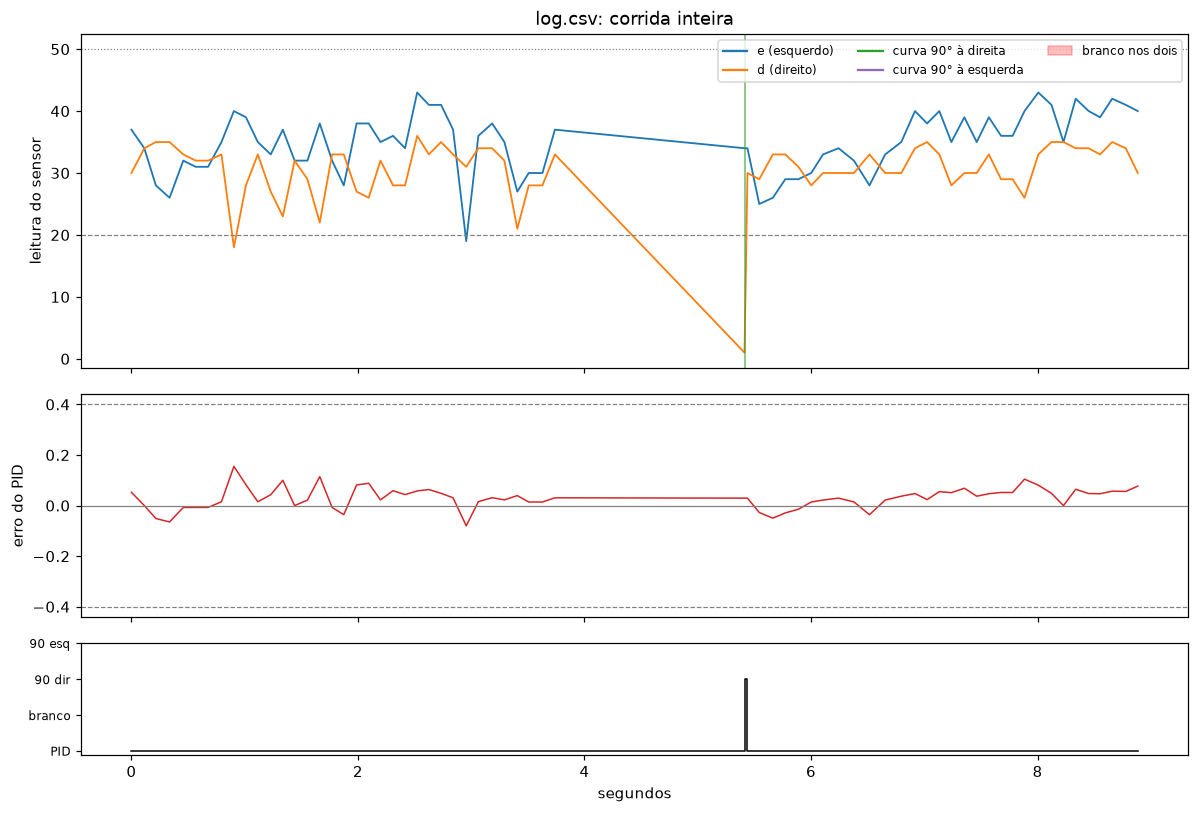 log.csv: corrida inteira
e (esquerdo)
d (direito)
curva 90° à direita
curva 90° à esquerda
branco nos dois
leitura do sensor
50
40
30
20
10
0
erro do PID
0.4
0.2
0.0
−0.2
−0.4
90 esq
90 dir
branco
PID
0 2 4 6 8
segundos